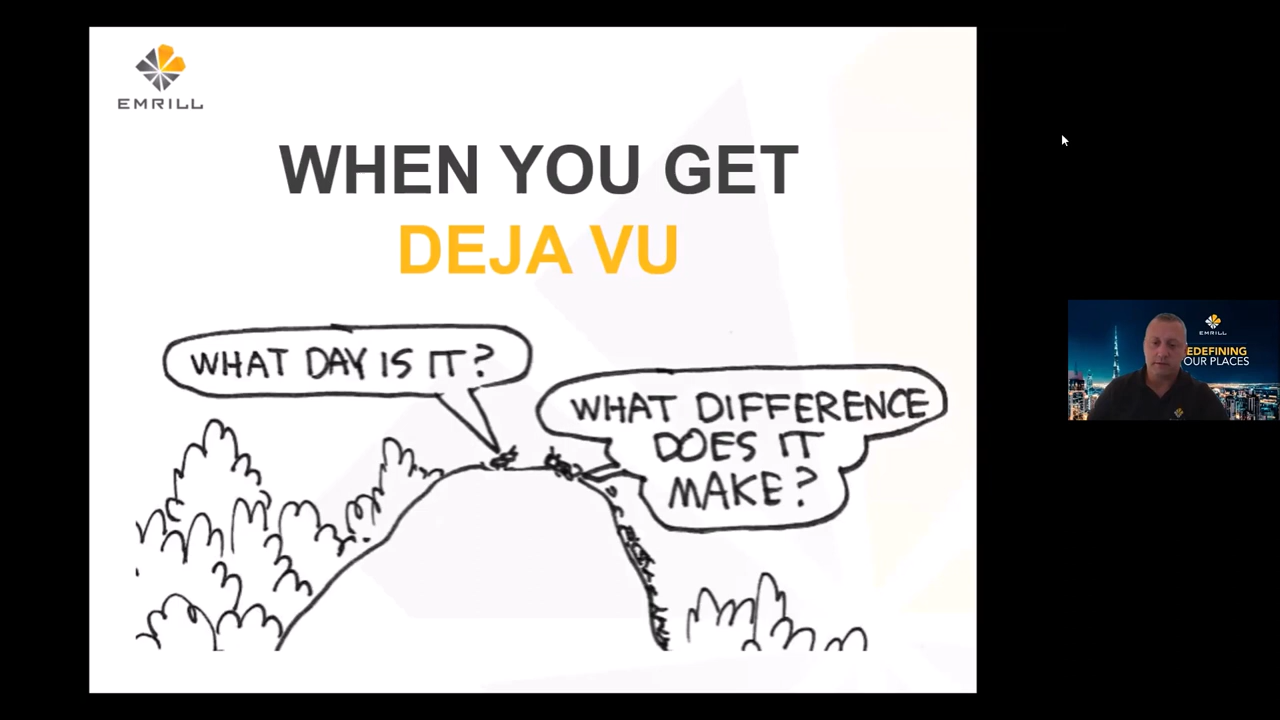 EMRILL
WHEN YOU GET
DEJA VU
WHAT DAY IS IT?
WHAT DIFFERENCE
DOES IT
MAKE?
EMRILL
EDEFINING
OUR PLACES